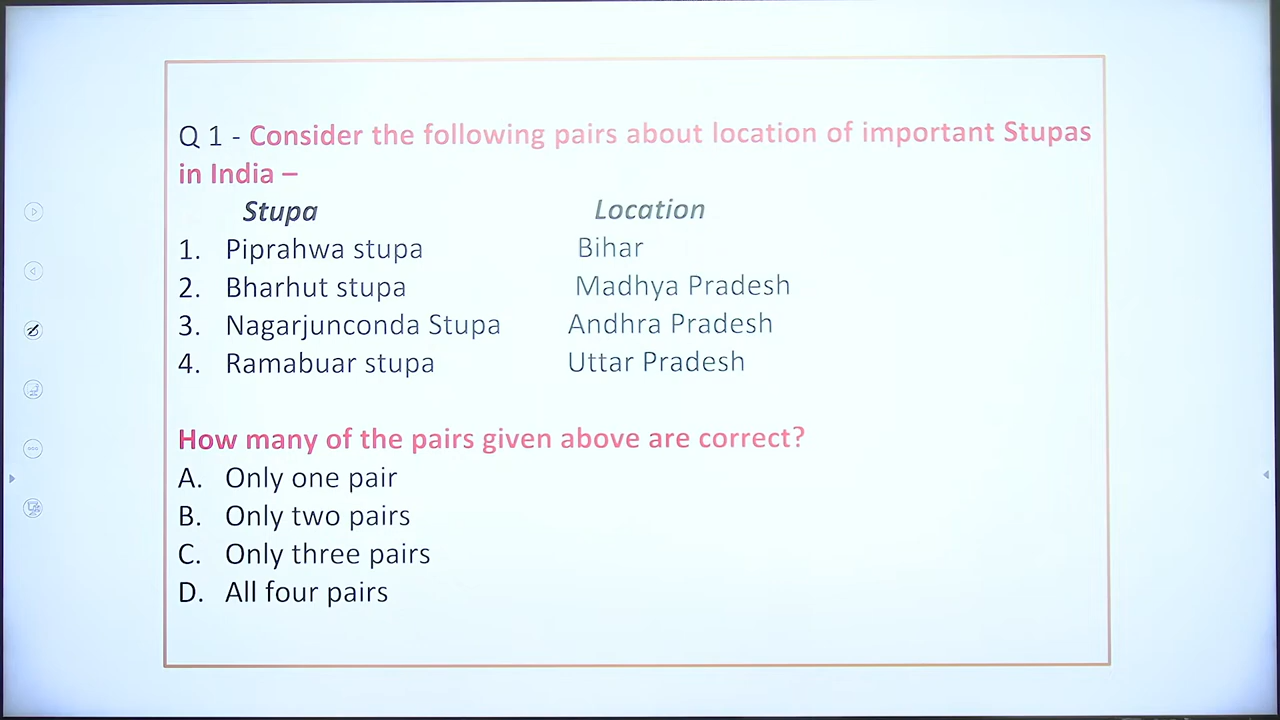 Q 1 - Consider the following pairs about location of important Stupas
in India –
Stupa Location
1. Piprahwa stupa Bihar
2. Bharhut stupa Madhya Pradesh
3. Nagarjunconda Stupa Andhra Pradesh
4. Ramabuar stupa Uttar Pradesh
How many of the pairs given above are correct?
A. Only one pair
B. Only two pairs
C. Only three pairs
D. All four pairs